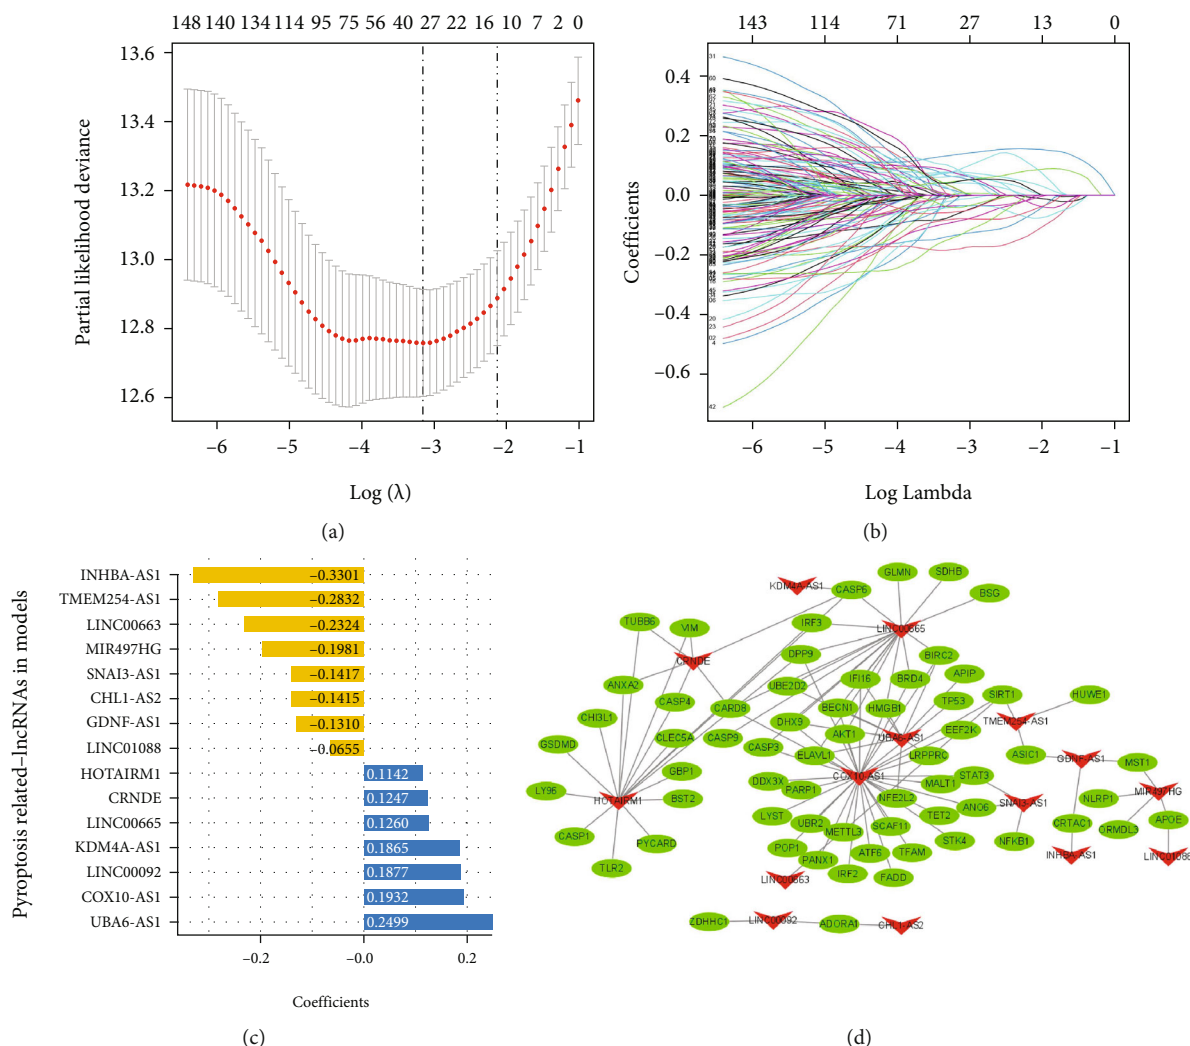 148 140 134 114 95 75 56 40 27 22 16 10 7 2 0
13.6
13.4
13.2
13.0
12.8
12.6
Partial likelihood deviance
–6 –5 –4 –3 –2 –1
Log (λ)
(a)
143 114 71 27 13 0
0.4
0.2
0.0
–0.2
–0.4
–0.6
Coefficients
–6 –5 –4 –3 –2 –1
Log Lambda
(b)
Pyroptosis related–lncRNAs in models
INHBA-AS1 –0.3301
TMEM254-AS1 –0.2832
LINC00663 –0.2324
MIR497HG –0.1981
SNAI3-AS1 –0.1417
CHL1-AS2 –0.1415
GDNF-AS1 –0.1310
LINC01088 –0.0655
HOTAIRM1 0.1142
CRNDE 0.1247
LINC00665 0.1260
KDM4A-AS1 0.1865
LINC00092 0.1877
COX10-AS1 0.1932
UBA6-AS1 0.2499
–0.2 –0.0 0.2
Coefficients
(c)
GLMN
SDHB
KDM4A-AS1
CASP6
BSG
TUBB6
VIM
IRF3
LINC00665
CRNDE
DPP9
BIRC2
ANXA2
UBE2D2
IFI16
BRD4
APIP
CASP4
SIRT1
HUWE1
CHI3L1
CARD8
BECN1
HMGB1
TP53
DHX9
TMEM254-AS1
GSDMD
CLEC5A
CASP9
AKT1
UBA6-AS1
EEF2K
CASP3
ELAVL1
LRPPRC
ASIC1
GDNF-AS1
MST1
GBP1
COX10-AS1
STAT3
LY96
DDX3X
PARP1
MALT1
HOTAIRM1
BST2
NFE2L2
ANO6
SNAI3-AS1
NLRP1
MIR497HG
LYST
UBR2
TET2
CRTAC1
APOE
CASP1
PYCARD
METTL3
SCAF11
STK4
NFKB1
ORMDL3
POP1
PANX1
ATF6
TFAM
INHBA-AS1
LINC01088
TLR2
LINC00663
IRF2
FADD
ZDHHC1
LINC00092
ADORA1
CHL1-AS2
(d)